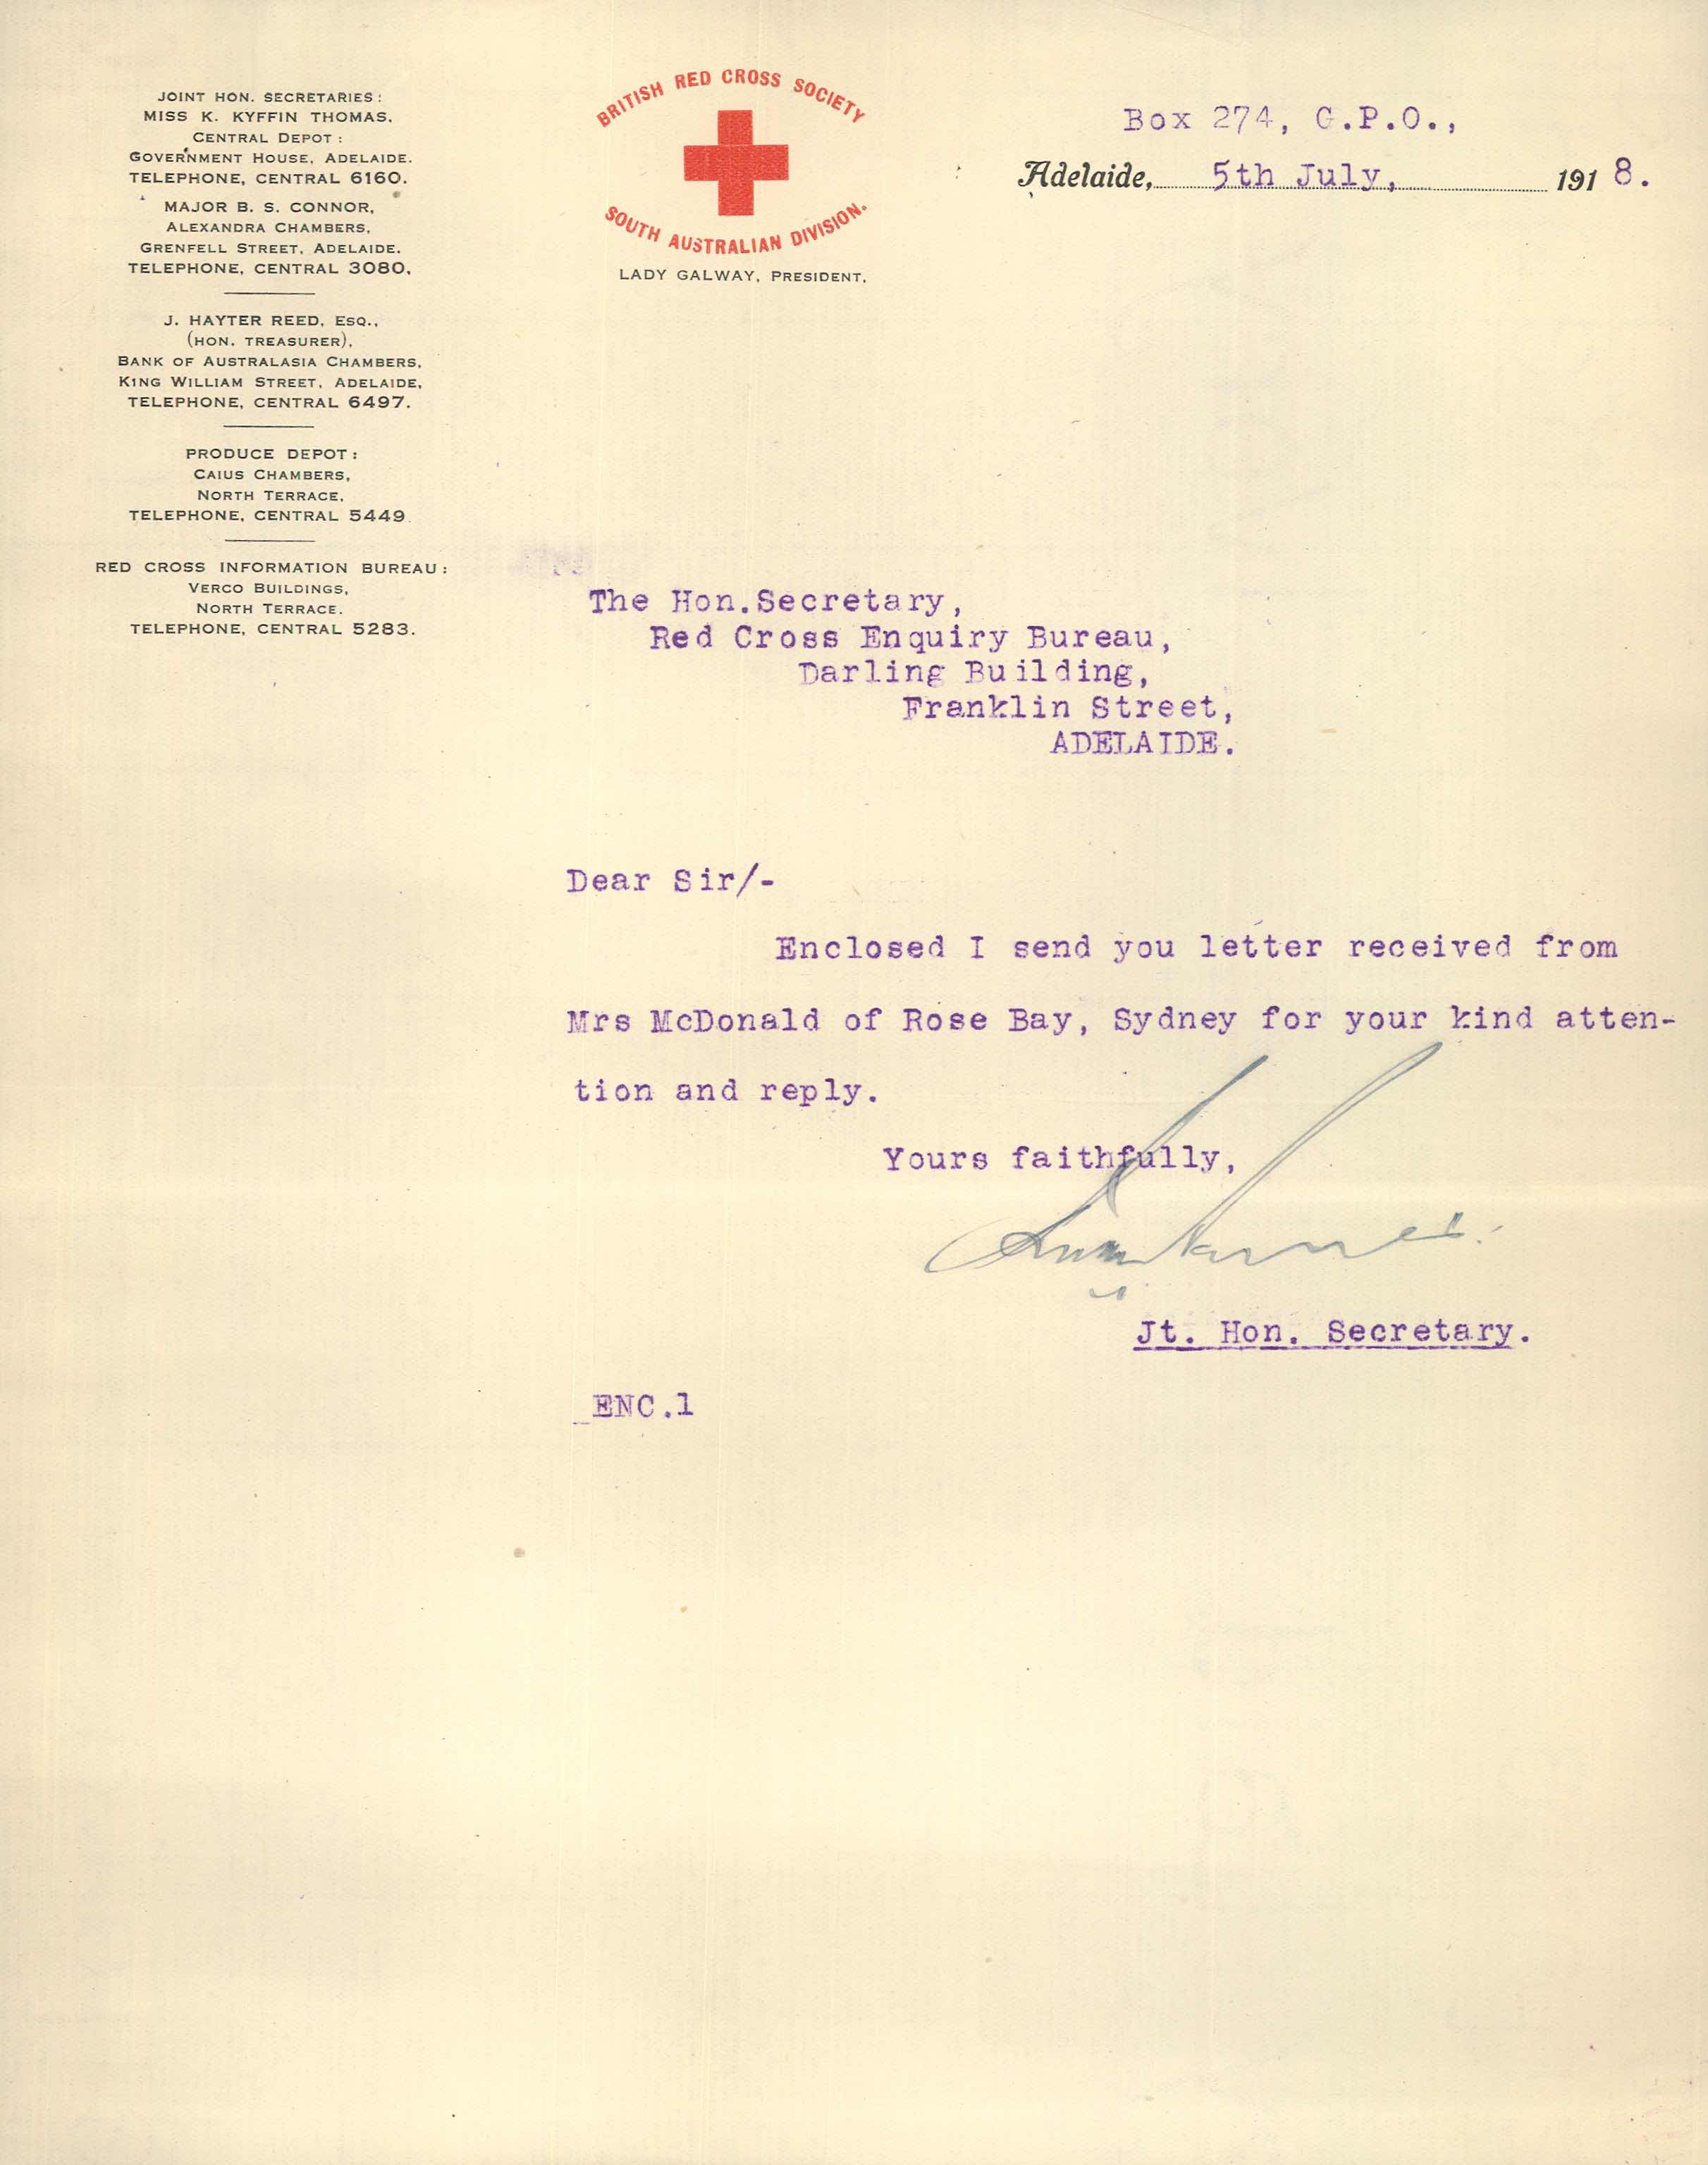 JOINT HON. SECRETARIES:
MISS K. KYFFIN THOMAS.
CENTRAL DEPOT:
GOVERNMENT HOUSE, ADELAIDE.
TELEPHONE, CENTRAL 6160.
MAJOR B. S. CONNOR,
ALEXANDRA CHAMBERS,
GRENFELL STREET, ADELAIDE.
TELEPHONE, CENTRAL 3080.
J. HAYTER REED, ESQ.,
(HON. TREASURER),
BANK OF AUSTRALASIA CHAMBERS,
KING WILLIAM STREET, ADELAIDE,
TELEPHONE, CENTRAL 6497.
PRODUCE DEPOT:
CAIUS CHAMBERS,
NORTH TERRACE.
TELEPHONE, CENTRAL 5449.
RED CROSS INFORMATION BUREAU:
VERCO BUILDINGS,
NORTH TERRACE.
TELEPHONE, CENTRAL 5283.
BRITISH RED CROSS SOCIETY
SOUTH AUSTRALIAN DIVISION.
LADY GALWAY, PRESIDENT.
Box 274, G.P.O.,
Adelaide, 5th July, 1918.
The Hon.Secretary,
Red Cross Enquiry Bureau,
Darling Building,
Franklin Street,
ADELAIDE.
Dear Sir/-
Enclosed I send you letter received from
Mrs McDonald of Rose Bay, Sydney for your kind atten-
tion and reply.
Yours faithfully,
Jt. Hon. Secretary.
ENC.1